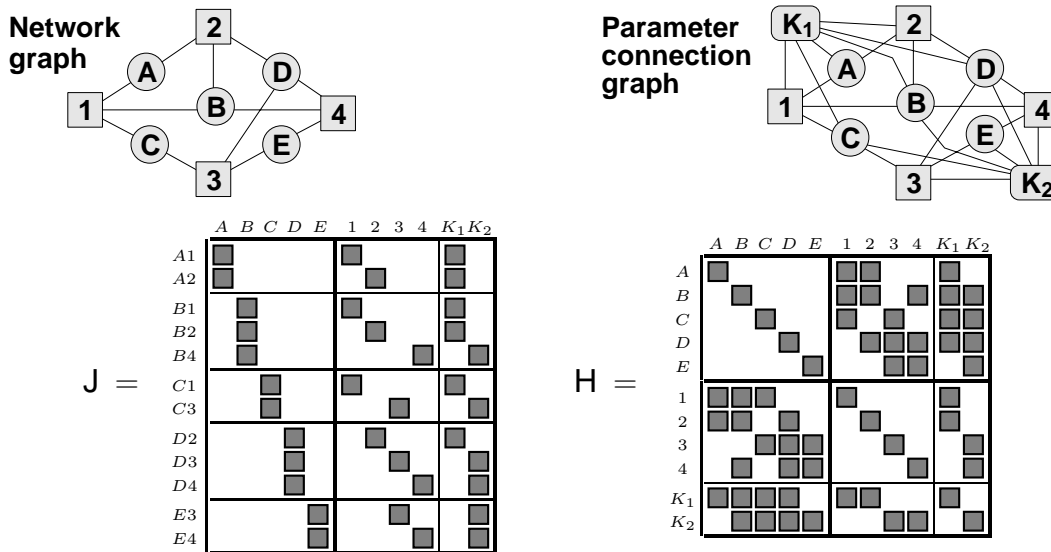 Network graph
1
2
3
4
A
B
C
D
E
Parameter connection graph
K1
2
A
D
1
B
4
C
E
3
K2
J =
A B C D E 1 2 3 4 K1 K2
A1
A2
B1
B2
B4
C1
C3
D2
D3
D4
E3
E4
H =
A B C D E 1 2 3 4 K1 K2
A
B
C
D
E
1
2
3
4
K1
K2